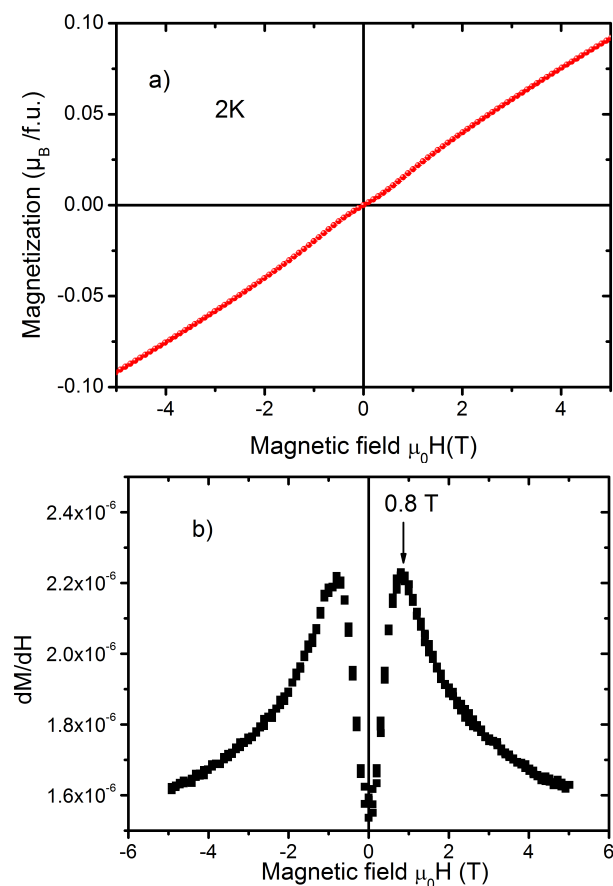 a)
2K
Magnetization (μ_B /f.u.)
0.10
0.05
0.00
-0.05
-0.10
-4 -2 0 2 4
Magnetic field μ₀H(T)
b)
0.8 T
dM/dH
2.4x10⁻⁶
2.2x10⁻⁶
2.0x10⁻⁶
1.8x10⁻⁶
1.6x10⁻⁶
-6 -4 -2 0 2 4 6
Magnetic field μ₀H (T)